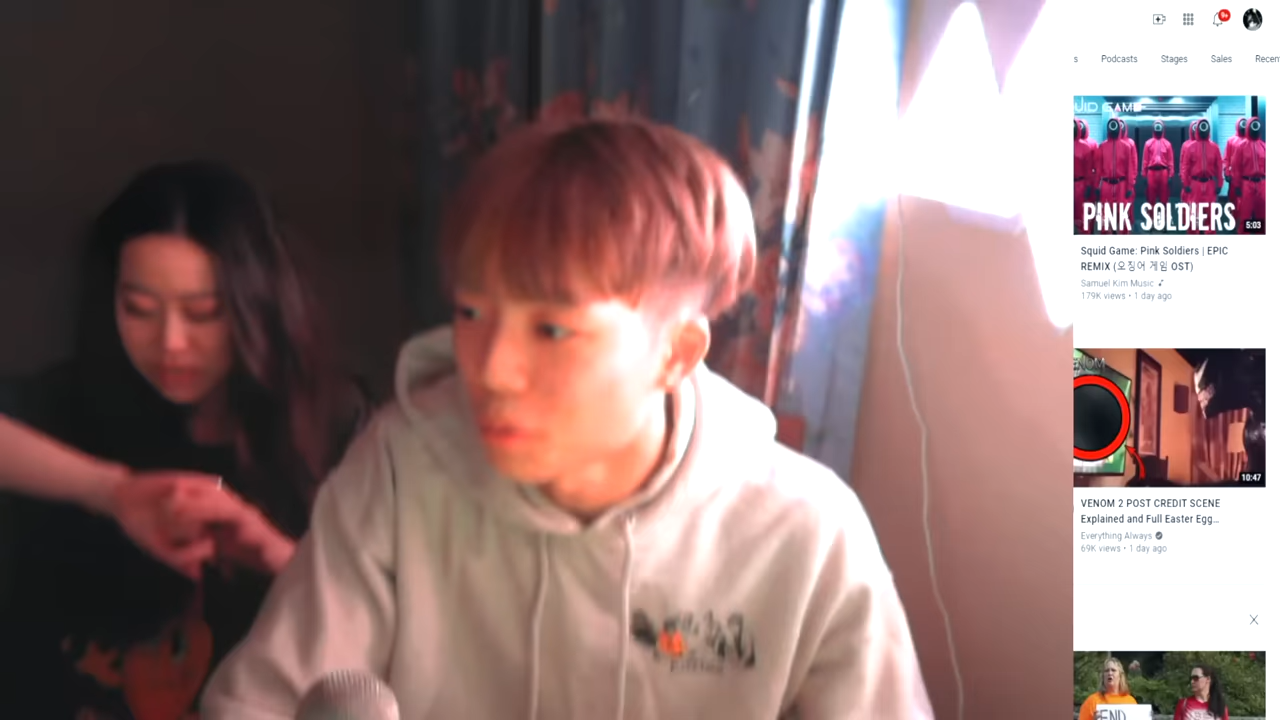 9+
s Podcasts Stages Sales Recen
UID GAME
PINK SOLDIERS
5:03
Squid Game: Pink Soldiers | EPIC
REMIX (오징어 게임 OST)
Samuel Kim Music
179K views • 1 day ago
ENOM
10:47
VENOM 2 POST CREDIT SCENE
Explained and Full Easter Egg...
Everything Always
69K views • 1 day ago
END